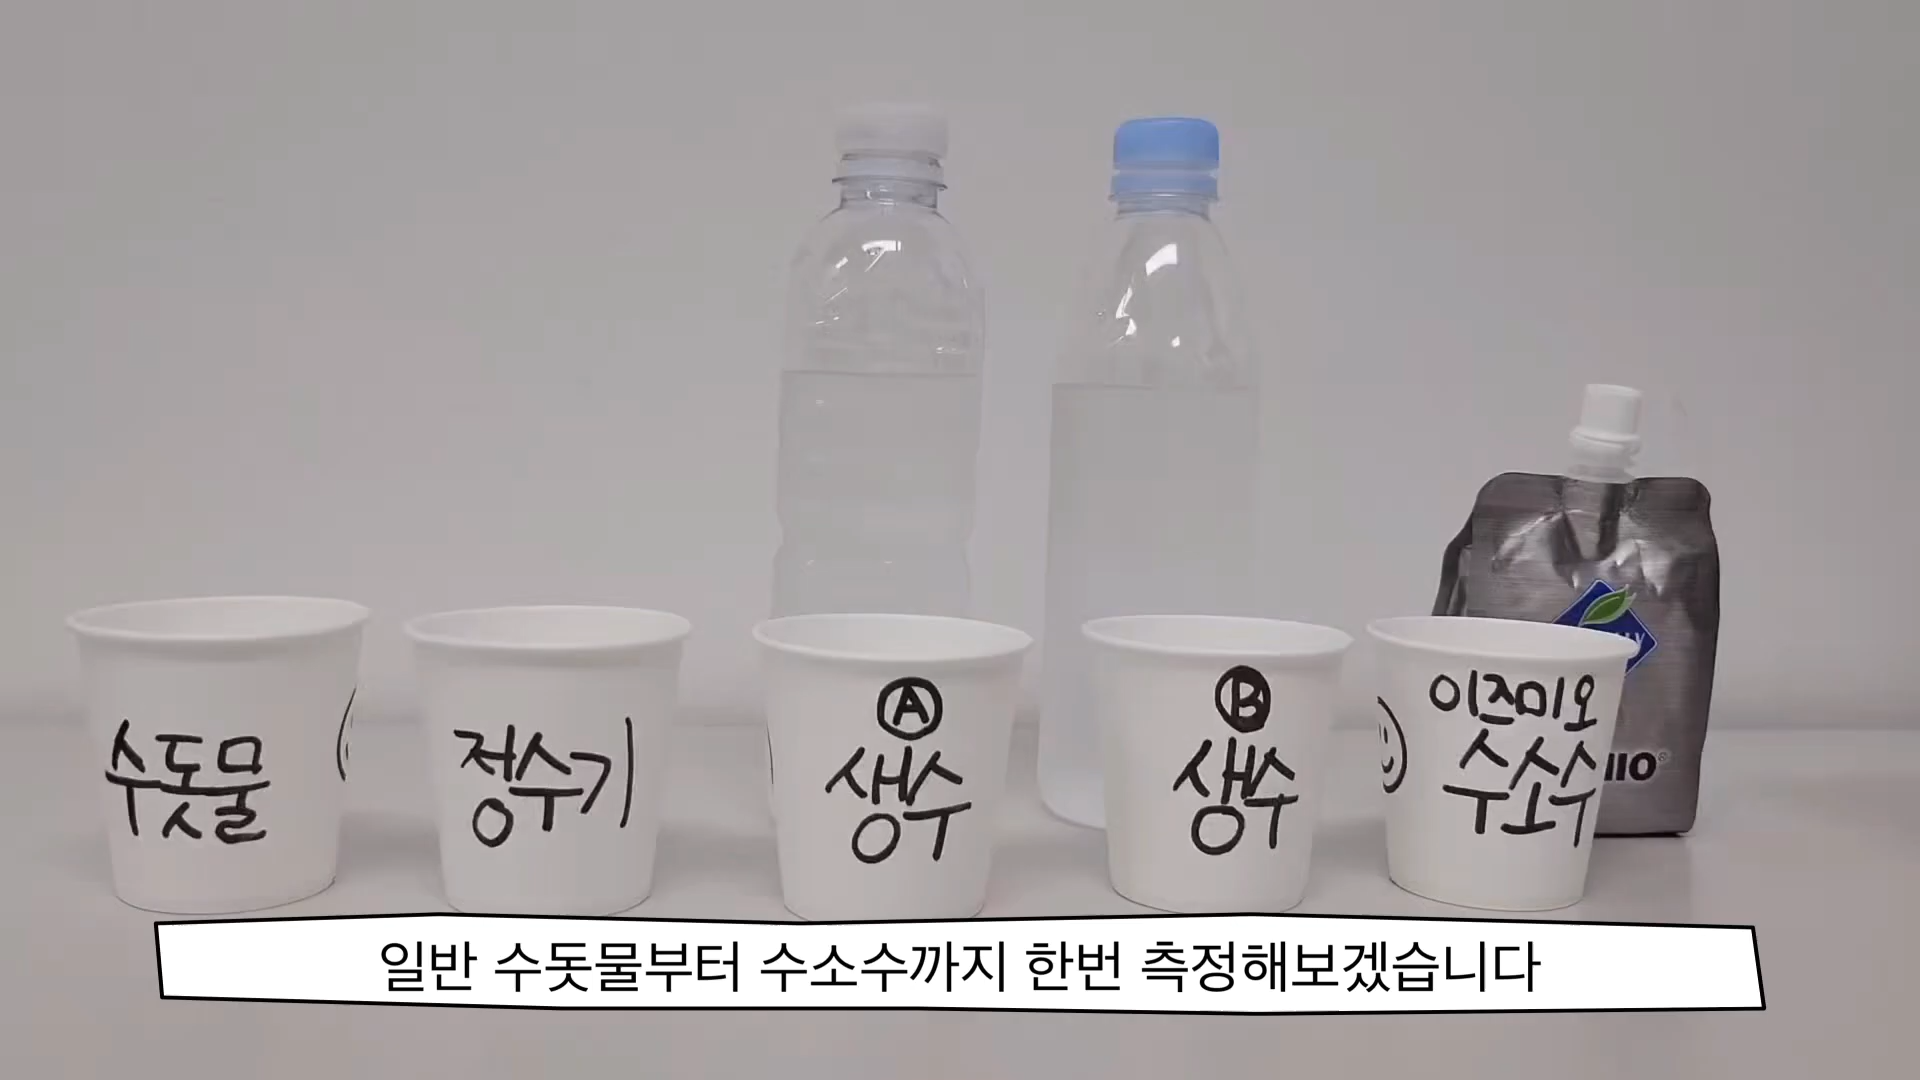 수돗물
정수기
A
생수
B
생수
이즈미오
수소수
일반 수돗물부터 수소수까지 한번 측정해보겠습니다